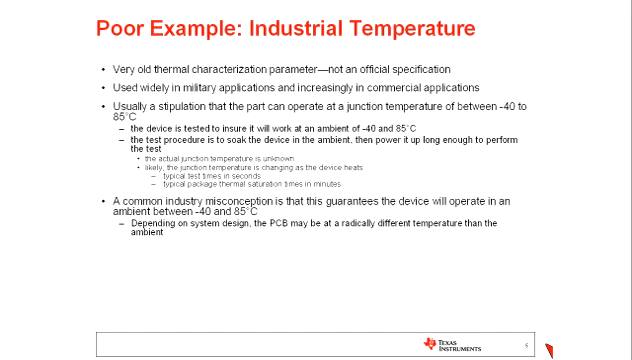 Poor Example: Industrial Temperature
• Very old thermal characterization parameter—not an official specification
• Used widely in military applications and increasingly in commercial applications
• Usually a stipulation that the part can operate at a junction temperature of between -40 to
85°C
– the device is tested to insure it will work at an ambient of -40 and 85°C
– the test procedure is to soak the device in the ambient, then power it up long enough to perform
the test
• the actual junction temperature is unknown
• likely, the junction temperature is changing as the device heats
– typical test times in seconds
– typical package thermal saturation times in minutes
• A common industry misconception is that this guarantees the device will operate in an
ambient between -40 and 85°C
– Depending on system design, the PCB may be at a radically different temperature than the
ambient
TEXAS
INSTRUMENTS